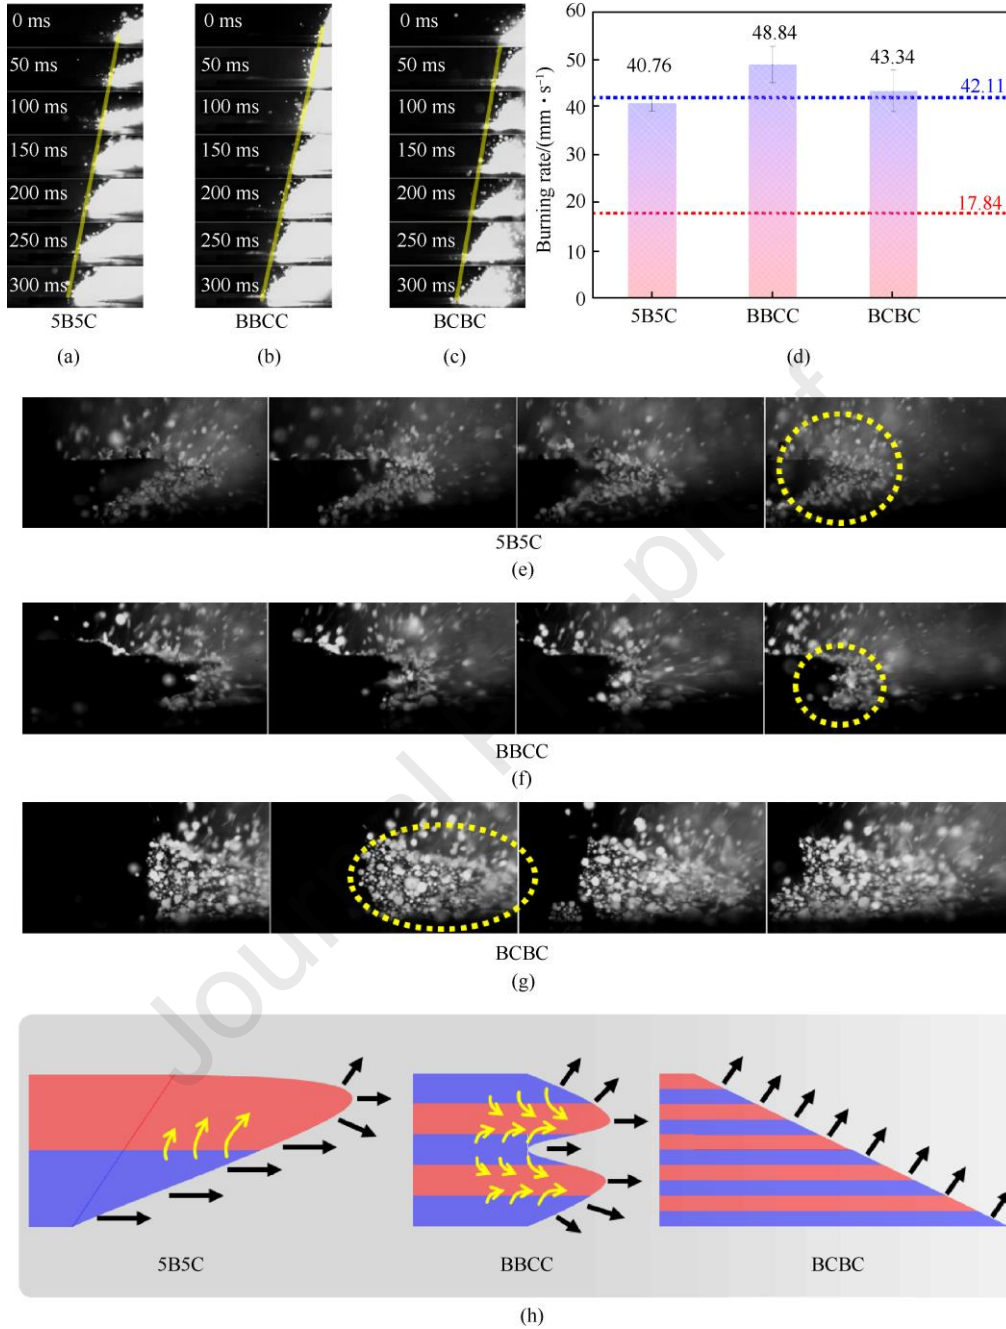 0 ms
50 ms
100 ms
150 ms
200 ms
250 ms
300 ms
5B5C
(a)
0 ms
50 ms
100 ms
150 ms
200 ms
250 ms
300 ms
BBCC
(b)
0 ms
50 ms
100 ms
150 ms
200 ms
250 ms
300 ms
BCBC
(c)
Burning rate/(mm · s⁻¹)
60
50
40
30
20
10
0
40.76
48.84
43.34
42.11
17.84
5B5C
BBCC
BCBC
(d)
5B5C
(e)
BBCC
(f)
BCBC
(g)
5B5C
BBCC
BCBC
(h)
Journal Pre-proof